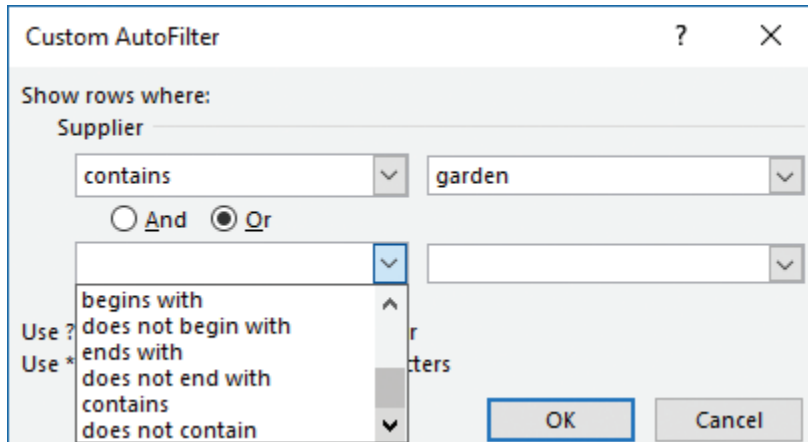 Custom AutoFilter ?
Show rows where:
Supplier
contains garden
And Or
begins with
does not begin with
Use ? r
ends with
Use * cters
does not end with
contains
does not contain
OK Cancel